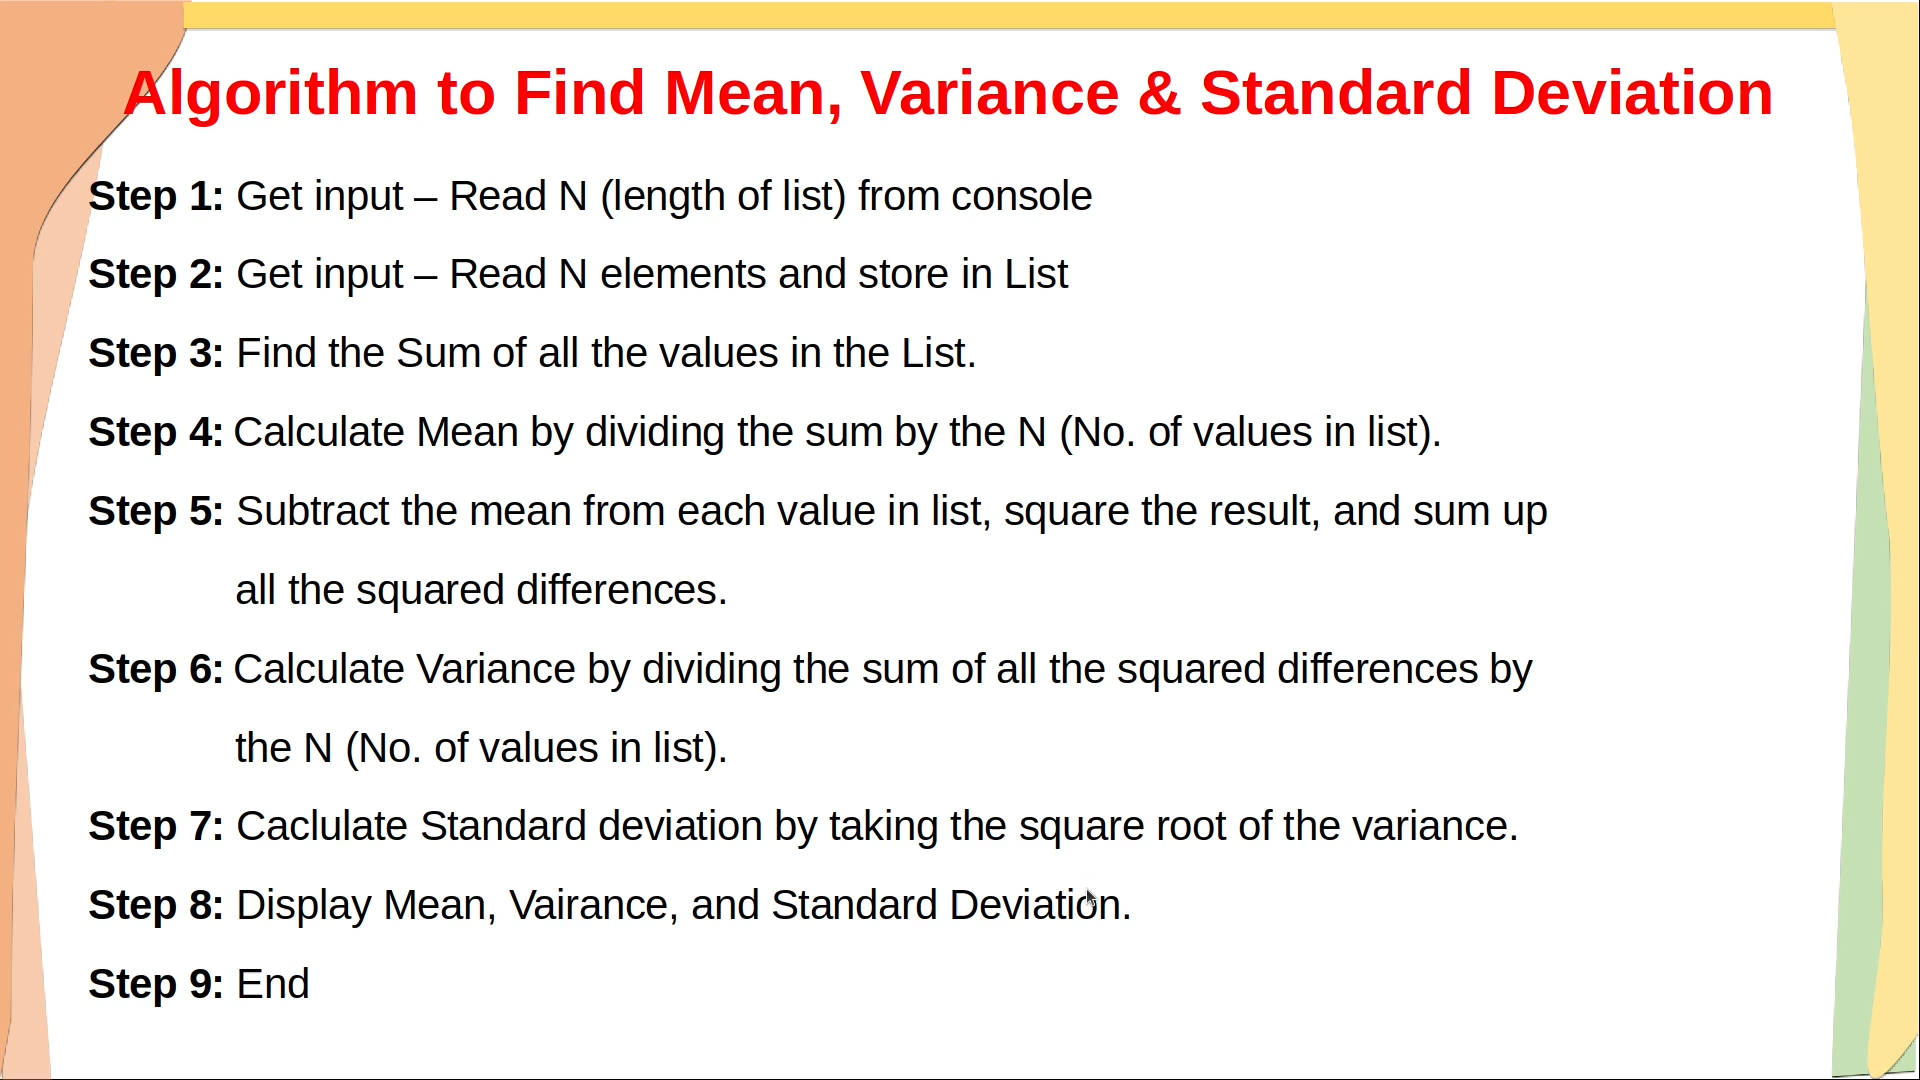 Algorithm to Find Mean, Variance & Standard Deviation
Step 1: Get input – Read N (length of list) from console
Step 2: Get input – Read N elements and store in List
Step 3: Find the Sum of all the values in the List.
Step 4: Calculate Mean by dividing the sum by the N (No. of values in list).
Step 5: Subtract the mean from each value in list, square the result, and sum up
all the squared differences.
Step 6: Calculate Variance by dividing the sum of all the squared differences by
the N (No. of values in list).
Step 7: Caclulate Standard deviation by taking the square root of the variance.
Step 8: Display Mean, Vairance, and Standard Deviation.
Step 9: End